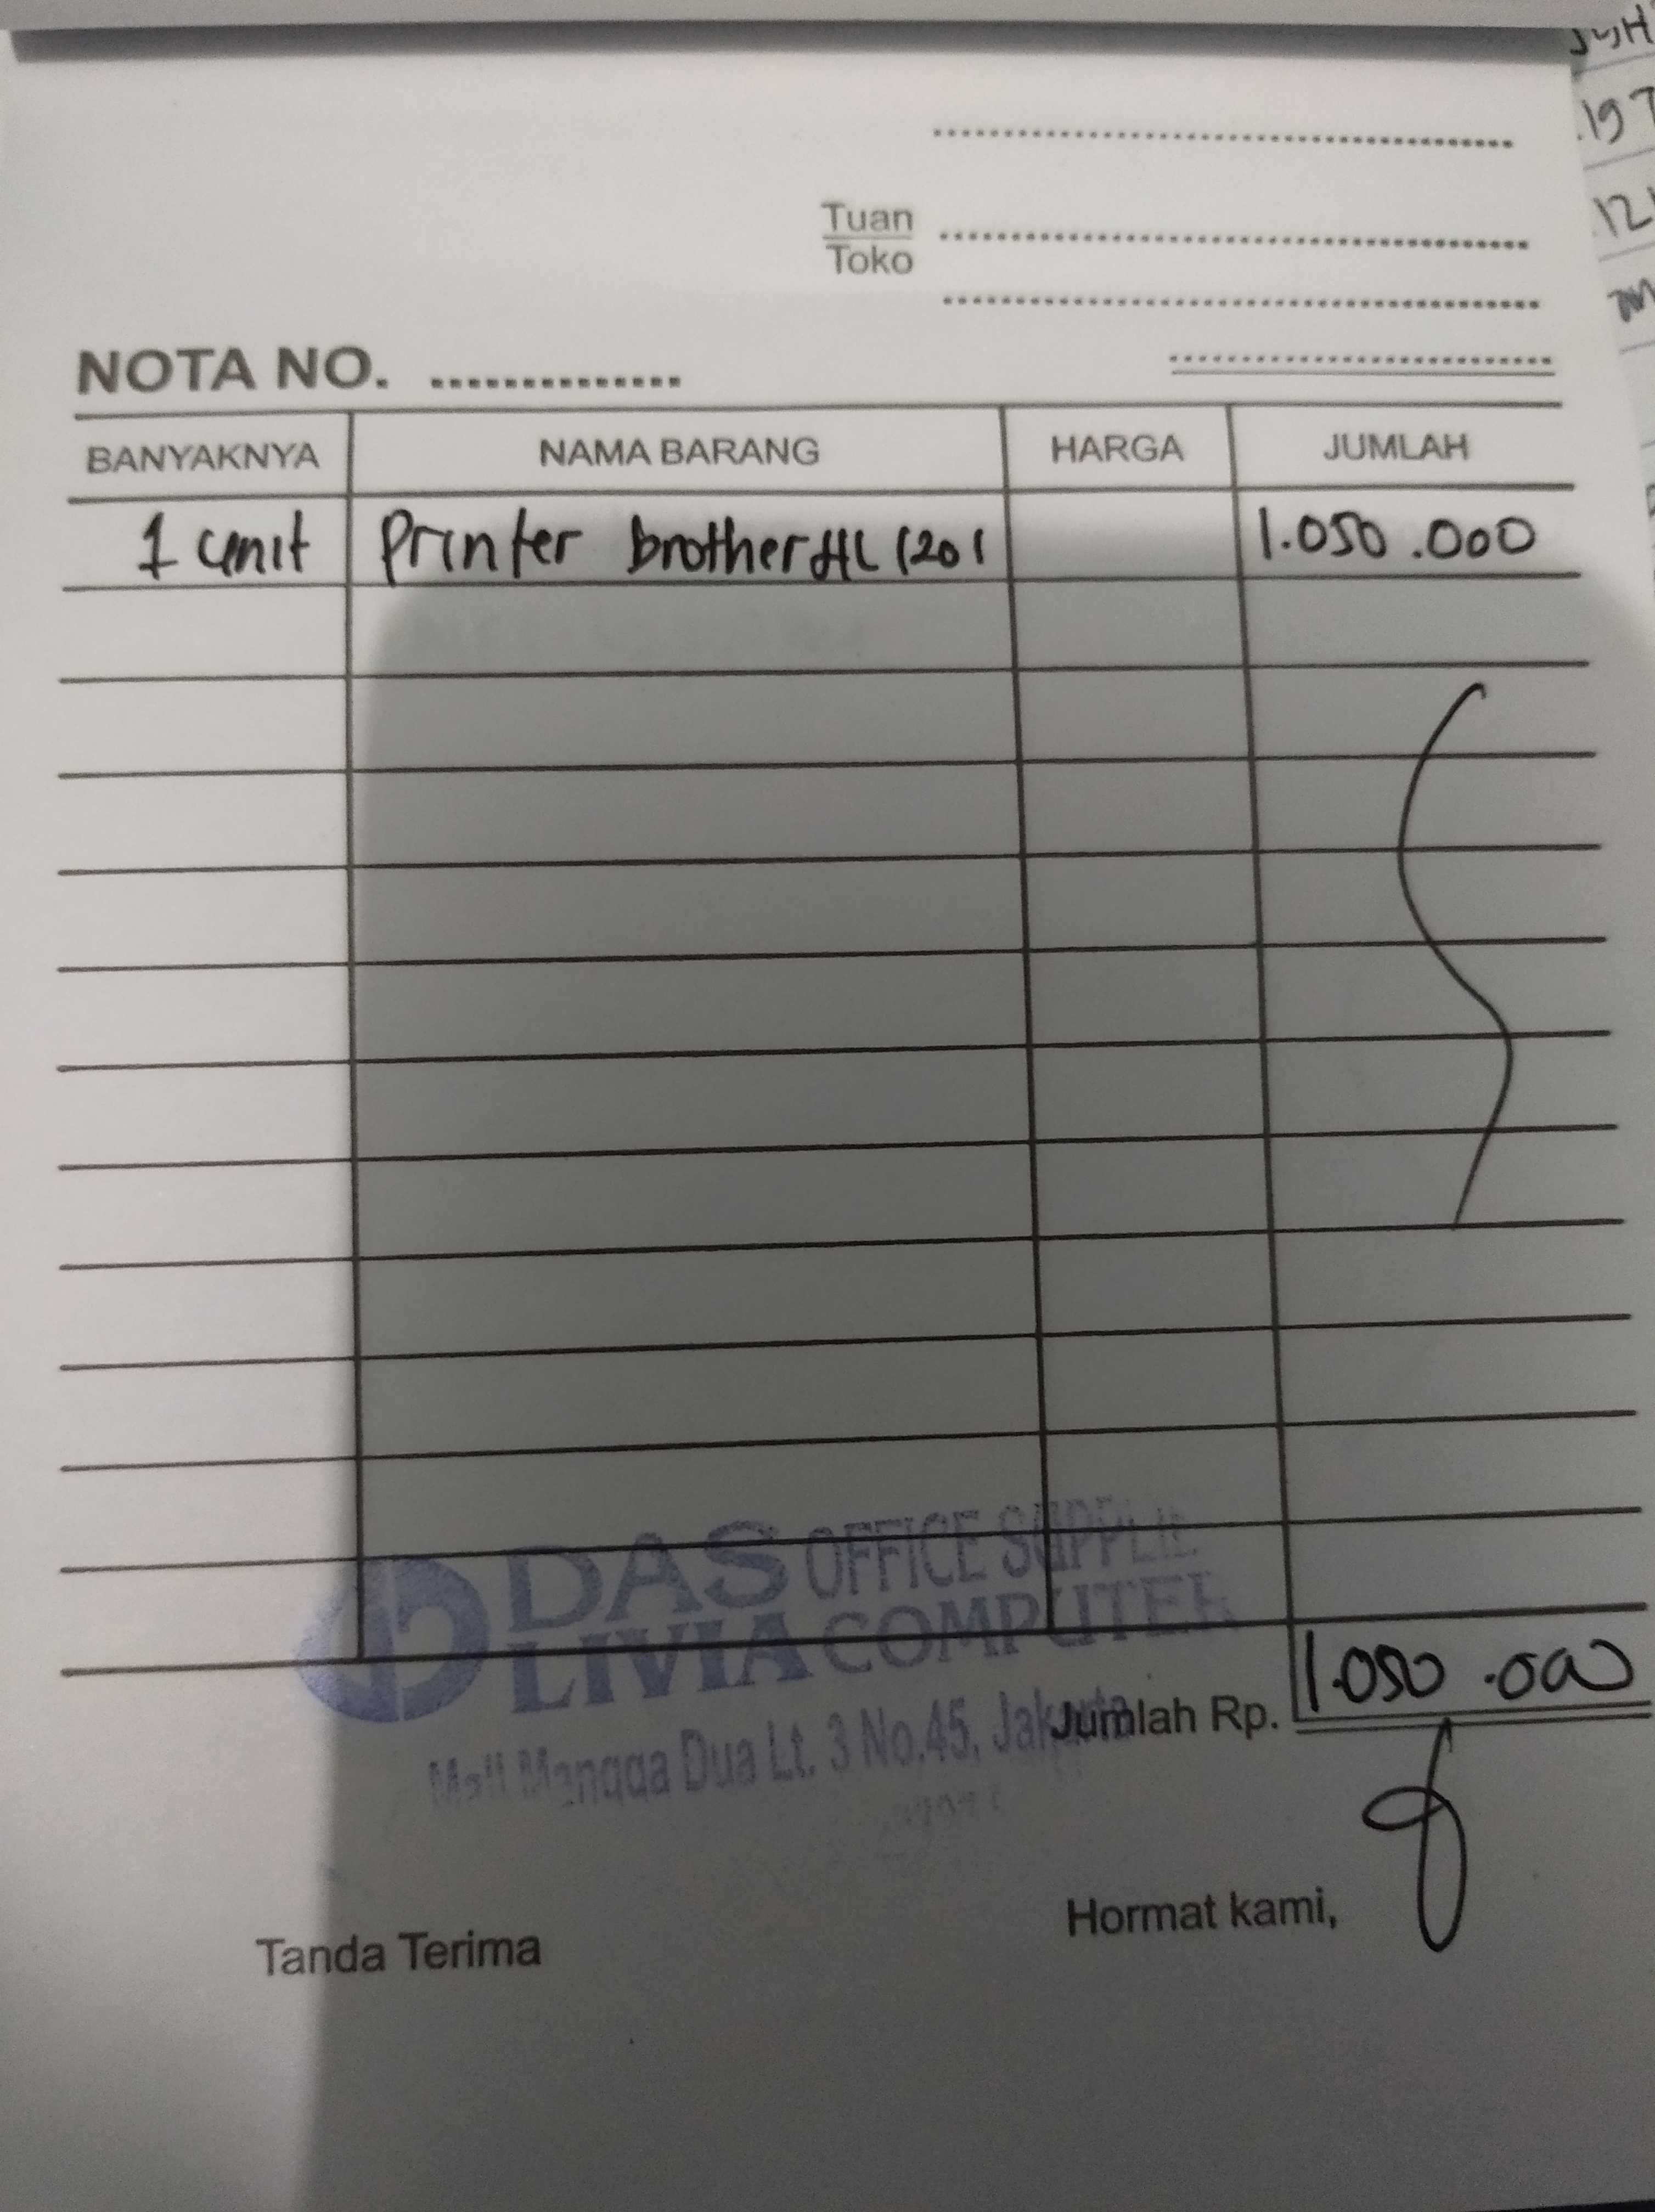 Tuan
Toko
NOTA NO. ..............
BANYAKNYA NAMA BARANG HARGA JUMLAH
1 unit Printer brother HL 1201 1.050.000
DAS OFFICE SUPPLIE
LIVIA COMPUTER
Mall Mangga Dua Lt. 3 No.45, Jakarta
Jumlah Rp. 1.050.000
Tanda Terima Hormat kami,